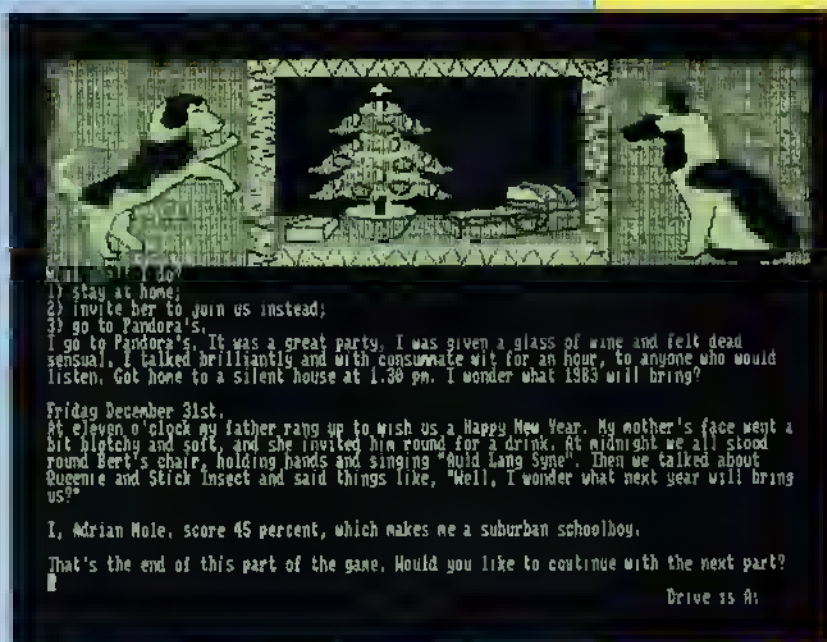 do?
1) stay at home;
2) invite her to join us instead;
3) go to Pandora's.
I go to Pandora's. It was a great party, I was given a glass of wine and felt dead
sensual. I talked brilliantly and with consummate wit for an hour, to anyone who would
listen. Got home to a silent house at 1.30 pm. I wonder what 1983 will bring?
Friday December 31st.
At eleven o'clock my father rang up to wish us a Happy New Year. My mother's face went a
bit blotchy and soft, and she invited him round for a drink. At midnight we all stood
round Bert's chair, holding hands and singing "Auld Lang Syne". Then we talked about
Queenie and Stick Insect and said things like, "Well, I wonder what next year will bring
us?"
I, Adrian Mole, score 45 percent, which makes me a suburban schoolboy.
That's the end of this part of the game. Would you like to continue with the next part?
Drive is A: